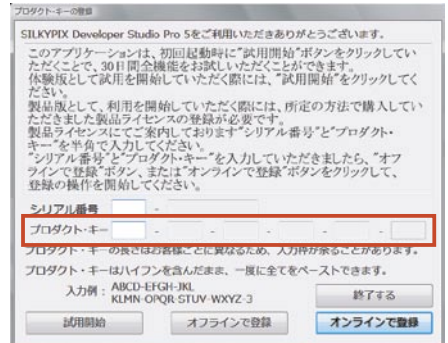 プロダクト・キーの登録
SILKYPIX Developer Studio Pro 5をご利用いただきありがとうございます。
このアプリケーションは、初回起動時に"試用開始"ボタンをクリックしてい
ただくことで、30日間全機能をお試しいただくことができます。
体験版として試用を開始していただく際には、"試用開始"をクリックしてく
ださい。
製品版として、利用を開始していただく際には、所定の方法で購入してい
ただきました製品ライセンスの登録が必要です。
製品ライセンスにてご案内しております"シリアル番号"と"プロダクト・
キー"を半角で入力してください。
"シリアル番号"と"プロダクト・キー"を入力していただきましたら、"オフ
ラインで登録"ボタン、または"オンラインで登録"ボタンをクリックして、
登録の操作を開始してください。
シリアル番号 -
プロダクト・キー - - - - -
プロダクト・キーの長さはお客様ごとに異なるため、入力枠が余ることがあります。
プロダクト・キーはハイフンを含んだまま、一度に全てをペーストできます。
入力例 : ABCD-EFGH-JKL
KLMN-OPQR-STUV-WXYZ-J
終了する
試用開始 オフラインで登録 オンラインで登録